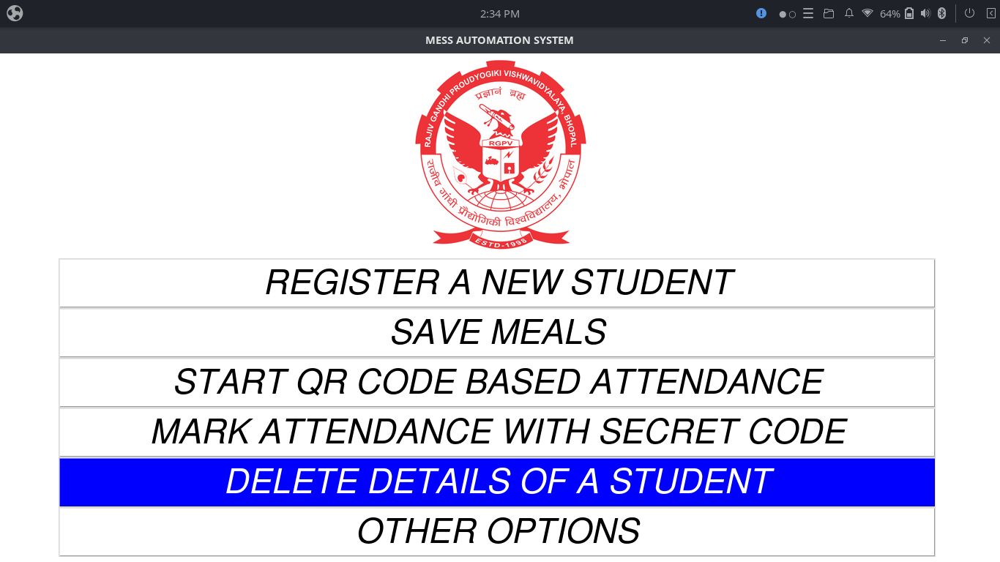 2:34 PM
64%
MESS AUTOMATION SYSTEM
RAJIV GANDHI PROUDYOGIKI VISHWAVIDYALAYA, BHOPAL
प्रज्ञानं ब्रह्म
RGPV
राजीव गांधी प्रौद्योगिकी विश्वविद्यालय, भोपाल
ESTD-1998
REGISTER A NEW STUDENT
SAVE MEALS
START QR CODE BASED ATTENDANCE
MARK ATTENDANCE WITH SECRET CODE
DELETE DETAILS OF A STUDENT
OTHER OPTIONS